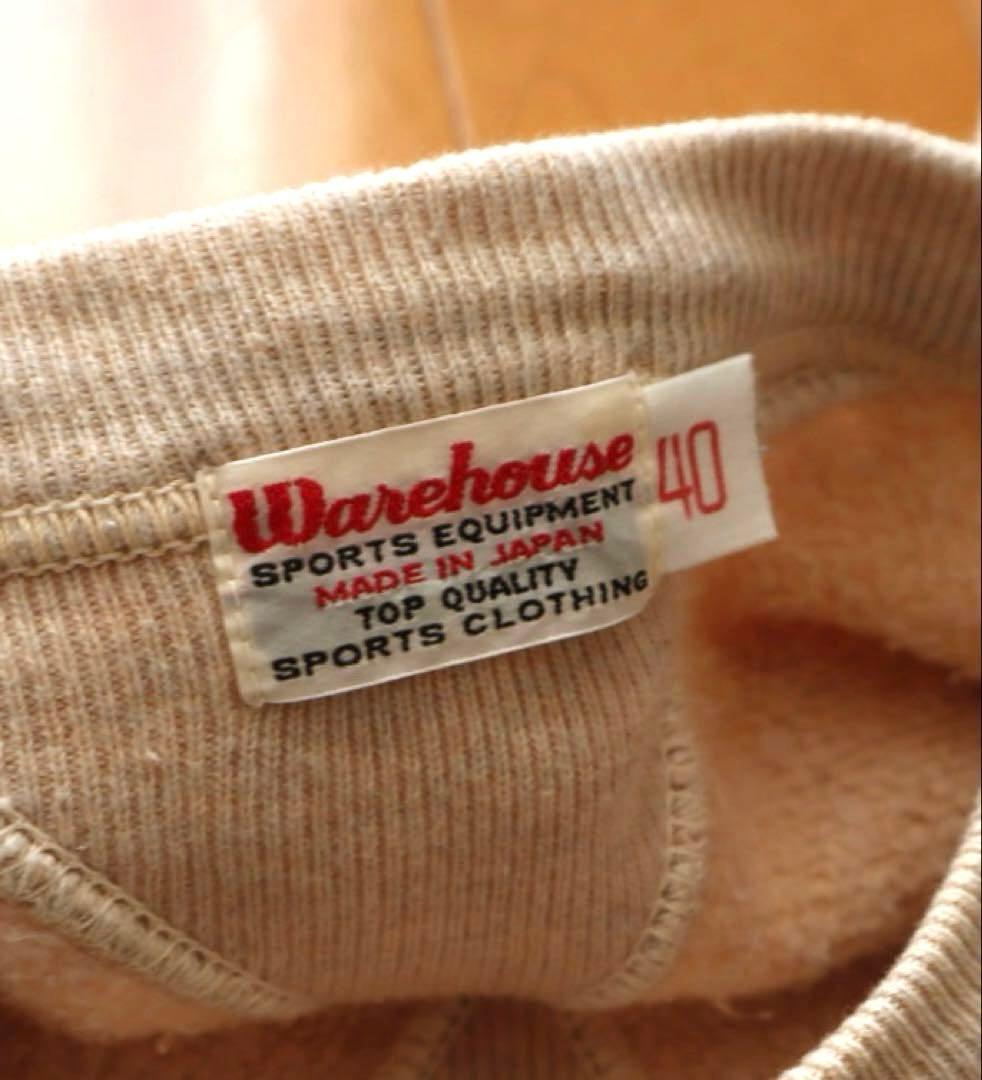 Warehouse
SPORTS EQUIPMENT
MADE IN JAPAN
TOP QUALITY
SPORTS CLOTHING
40